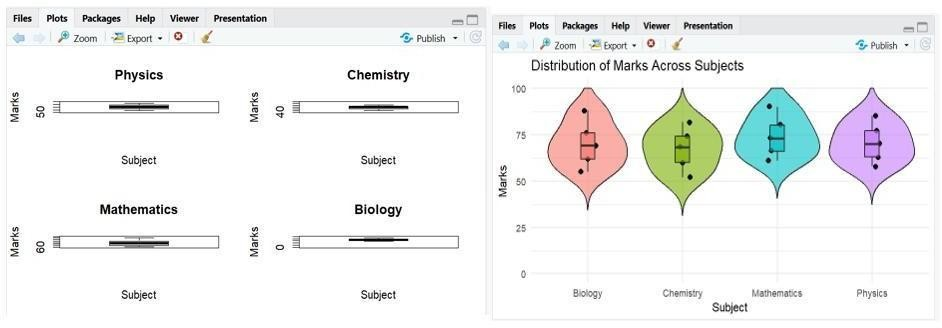 Files Plots Packages Help Viewer Presentation
Zoom Export Publish
Physics
Marks
50
Subject
Chemistry
Marks
40
Subject
Mathematics
Marks
60
Subject
Biology
Marks
0
Subject
Files Plots Packages Help Viewer Presentation
Zoom Export Publish
Distribution of Marks Across Subjects
Marks
100
75
50
25
0
Biology Chemistry Mathematics Physics
Subject